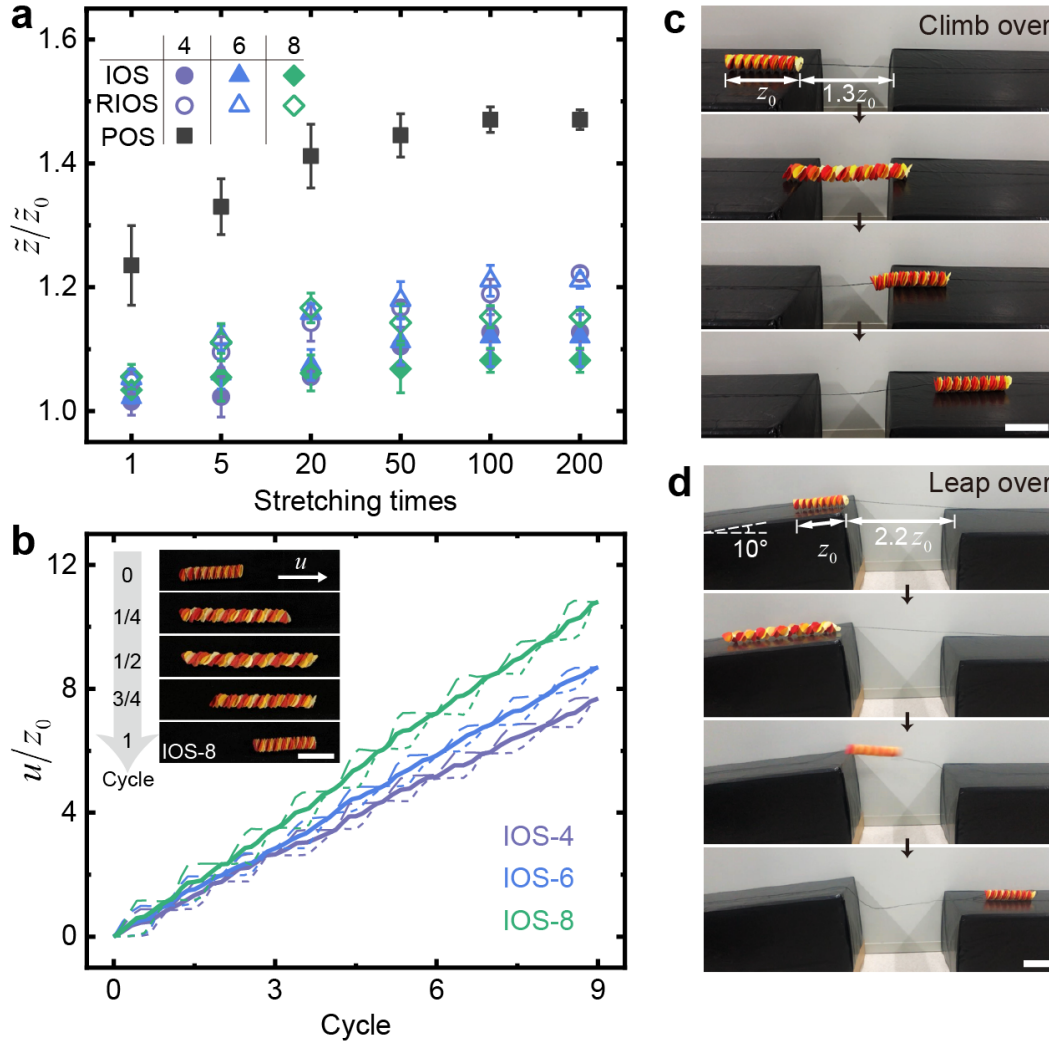 a
1.6
1.4
1.2
1.0
z̃/z̃₀
4 6 8
IOS
RIOS
POS
1 5 20 50 100 200
Stretching times
b
12
8
4
0
u/z₀
0
1/4
1/2
3/4
1
Cycle
u
IOS-8
IOS-4
IOS-6
IOS-8
0 3 6 9
Cycle
c
Climb over
z₀ 1.3z₀
d
Leap over
10° z₀ 2.2 z₀